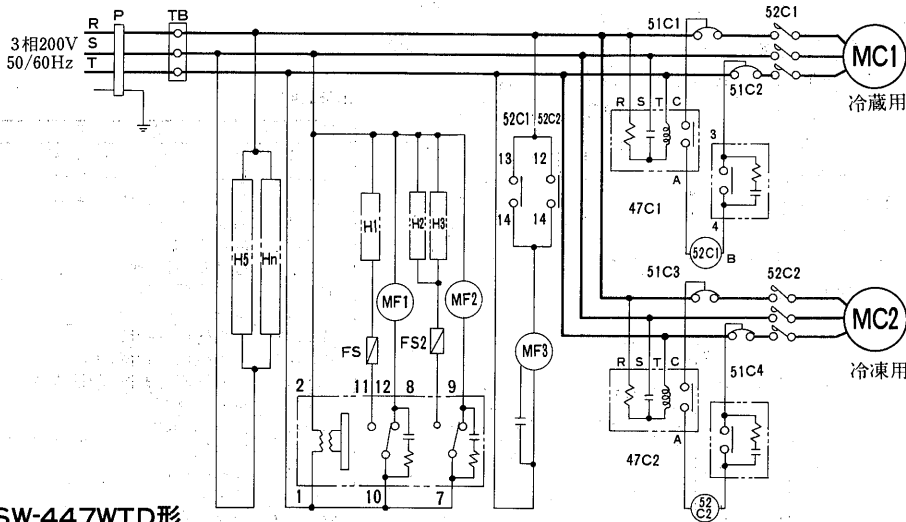 P TB
R
S
T
3相200V
50/60Hz
51C1 52C1
MC1
冷蔵用
51C2
R S T C
3
A
4
47C1
52C1 B
52C1 52C2
13 12
14 14
H1 H2 H3
H5 Hn
MF1 MF2
MF3
FS FS2
2 11 12 8 9
1 10 7
51C3 52C2
MC2
冷凍用
51C4
R S T C
A
47C2
52
C2
SW-447WTD形